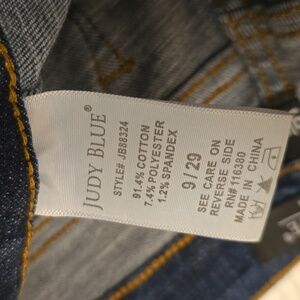 JUDY BLUE®
STYLE# JB88324
91.4% COTTON
7.4% POLYESTER
1.2% SPANDEX
9 / 29
SEE CARE ON
REVERSE SIDE
RN# 116380
MADE IN CHINA